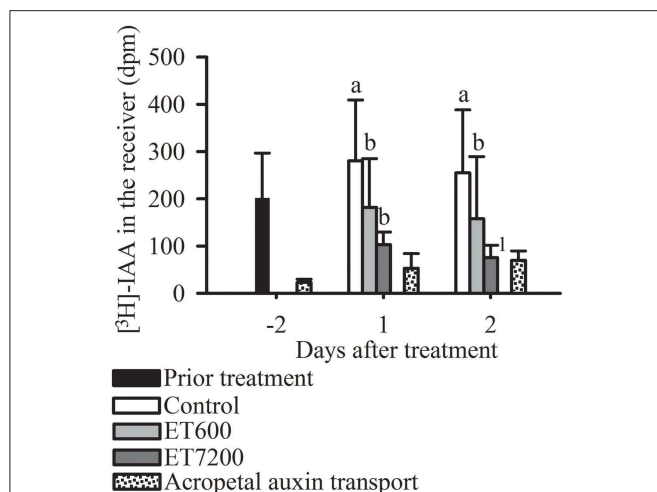 [³H]-IAA in the receiver (dpm)
500
400
300
200
100
0
a
b
b
a
b
1
-2
1
2
Days after treatment
Prior treatment
Control
ET600
ET7200
Acropetal auxin transport